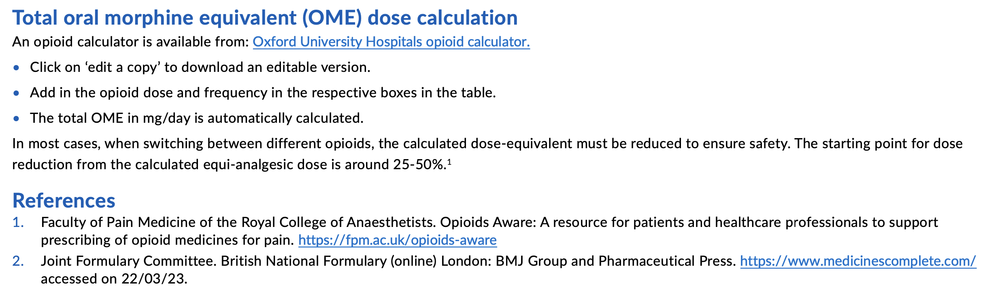 Total oral morphine equivalent (OME) dose calculation
An opioid calculator is available from: Oxford University Hospitals opioid calculator.
• Click on ‘edit a copy’ to download an editable version.
• Add in the opioid dose and frequency in the respective boxes in the table.
• The total OME in mg/day is automatically calculated.
In most cases, when switching between different opioids, the calculated dose-equivalent must be reduced to ensure safety. The starting point for dose
reduction from the calculated equi-analgesic dose is around 25-50%.¹
References
1. Faculty of Pain Medicine of the Royal College of Anaesthetists. Opioids Aware: A resource for patients and healthcare professionals to support
prescribing of opioid medicines for pain. https://fpm.ac.uk/opioids-aware
2. Joint Formulary Committee. British National Formulary (online) London: BMJ Group and Pharmaceutical Press. https://www.medicinescomplete.com/
accessed on 22/03/23.